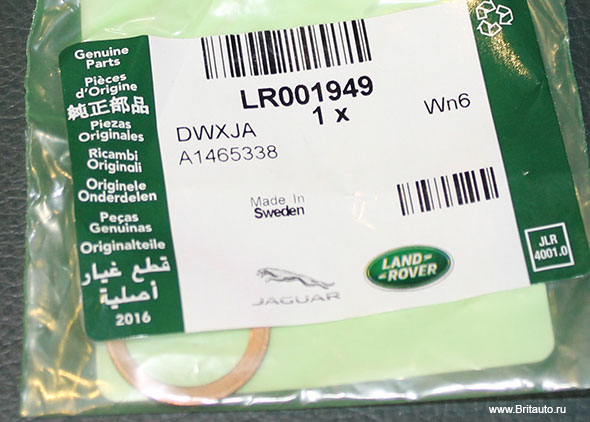 Genuine
Parts
Pièces
d'Origine
純正部品
Piezas
Originales
Ricambi
Originali
Originele
Onderdelen
Peças
Genuinas
Originalteile
قطع غيار
أصلية
2016
LR001949
1 x
Wn6
DWXJA
A1465338
Made In
Sweden
JAGUAR
LAND
ROVER
JLR
4001.0
www.Britauto.ru